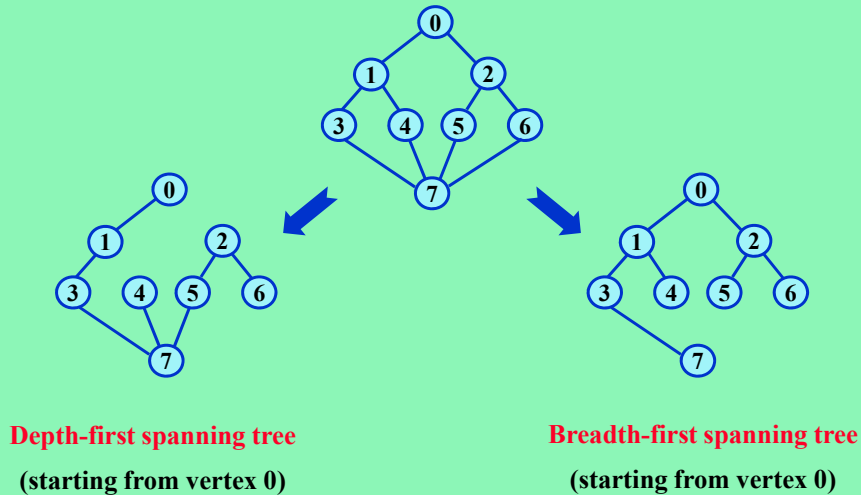 0
1 2
3 4 5 6
7
0
1 2
3 4 5 6
7
0
1 2
3 4 5 6
7
Depth-first spanning tree
(starting from vertex 0)
Breadth-first spanning tree
(starting from vertex 0)